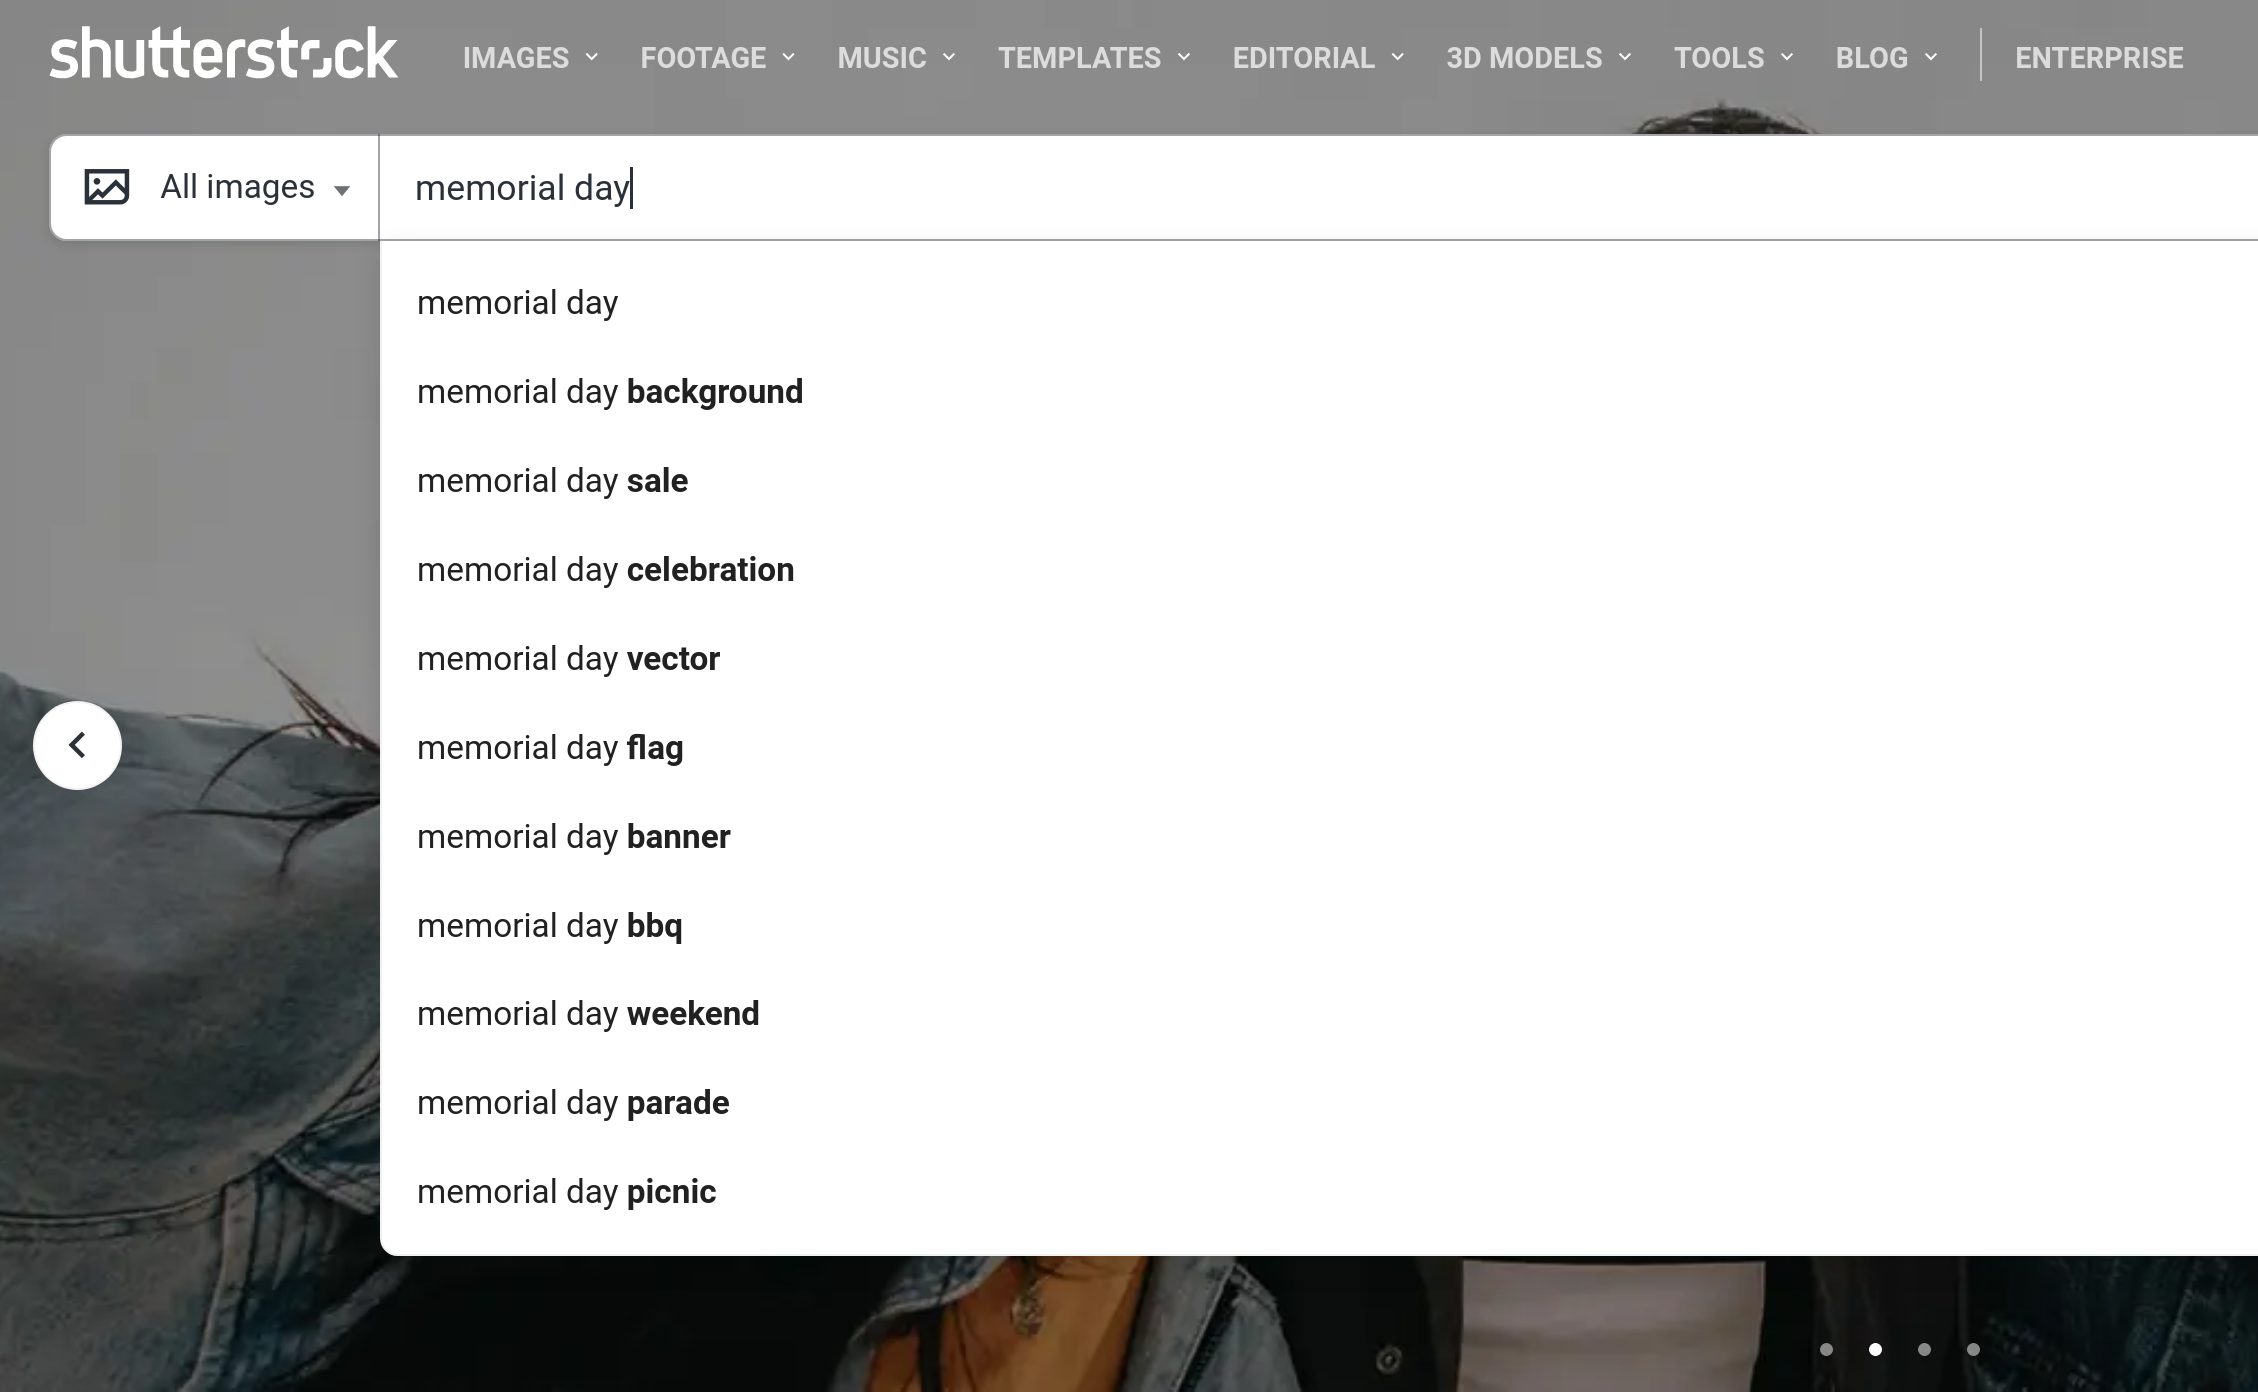 shutterstock IMAGES FOOTAGE MUSIC TEMPLATES EDITORIAL 3D MODELS TOOLS BLOG ENTERPRISE
All images memorial day
memorial day
memorial day background
memorial day sale
memorial day celebration
memorial day vector
memorial day flag
memorial day banner
memorial day bbq
memorial day weekend
memorial day parade
memorial day picnic